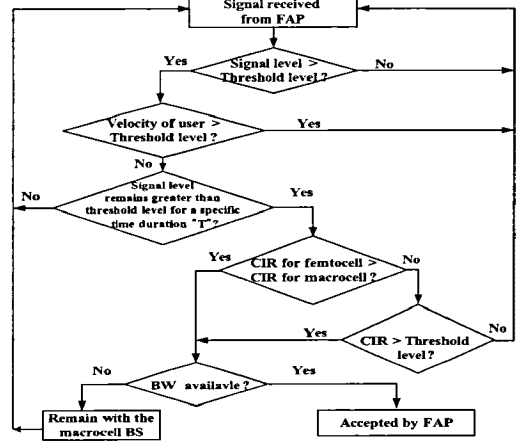 Signal received
from FAP
Signal level >
Threshold level ?
Yes
No
Velocity of user >
Threshold level ?
Yes
No
Signal level
remains greater than
threshold level for a specific
time duration "T"?
No
Yes
CIR for femtocell >
CIR for macrocell ?
Yes
No
CIR > Threshold
level?
Yes
No
BW availavle ?
No
Yes
Remain with the
macrocell BS
Accepted by FAP